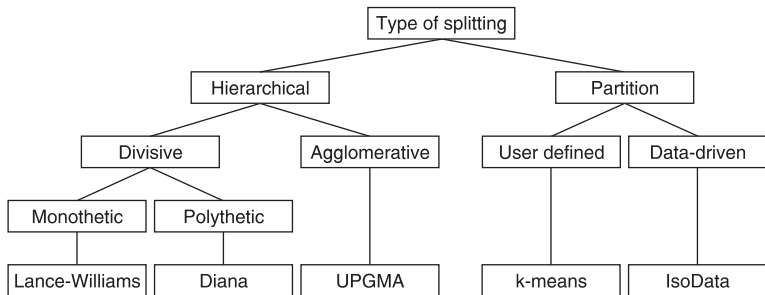 Type of splitting
Hierarchical
Partition
Divisive
Agglomerative
User defined
Data-driven
Monothetic
Polythetic
Lance-Williams
Diana
UPGMA
k-means
IsoData